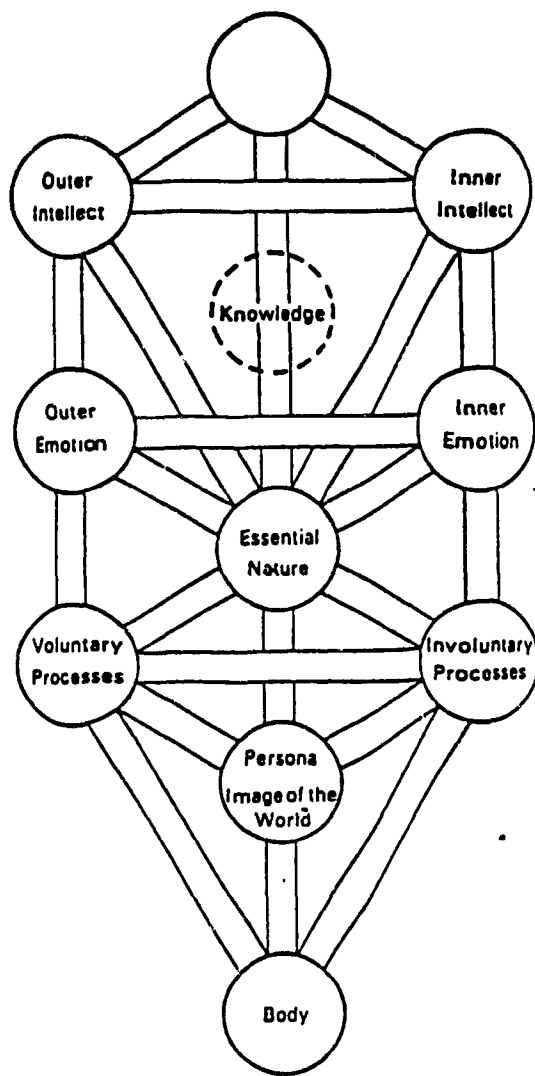 Outer
Intellect
Inner
Intellect
Knowledge
Outer
Emotion
Inner
Emotion
Essential
Nature
Voluntary
Processes
Involuntary
Processes
Persona
Image of the
World
Body